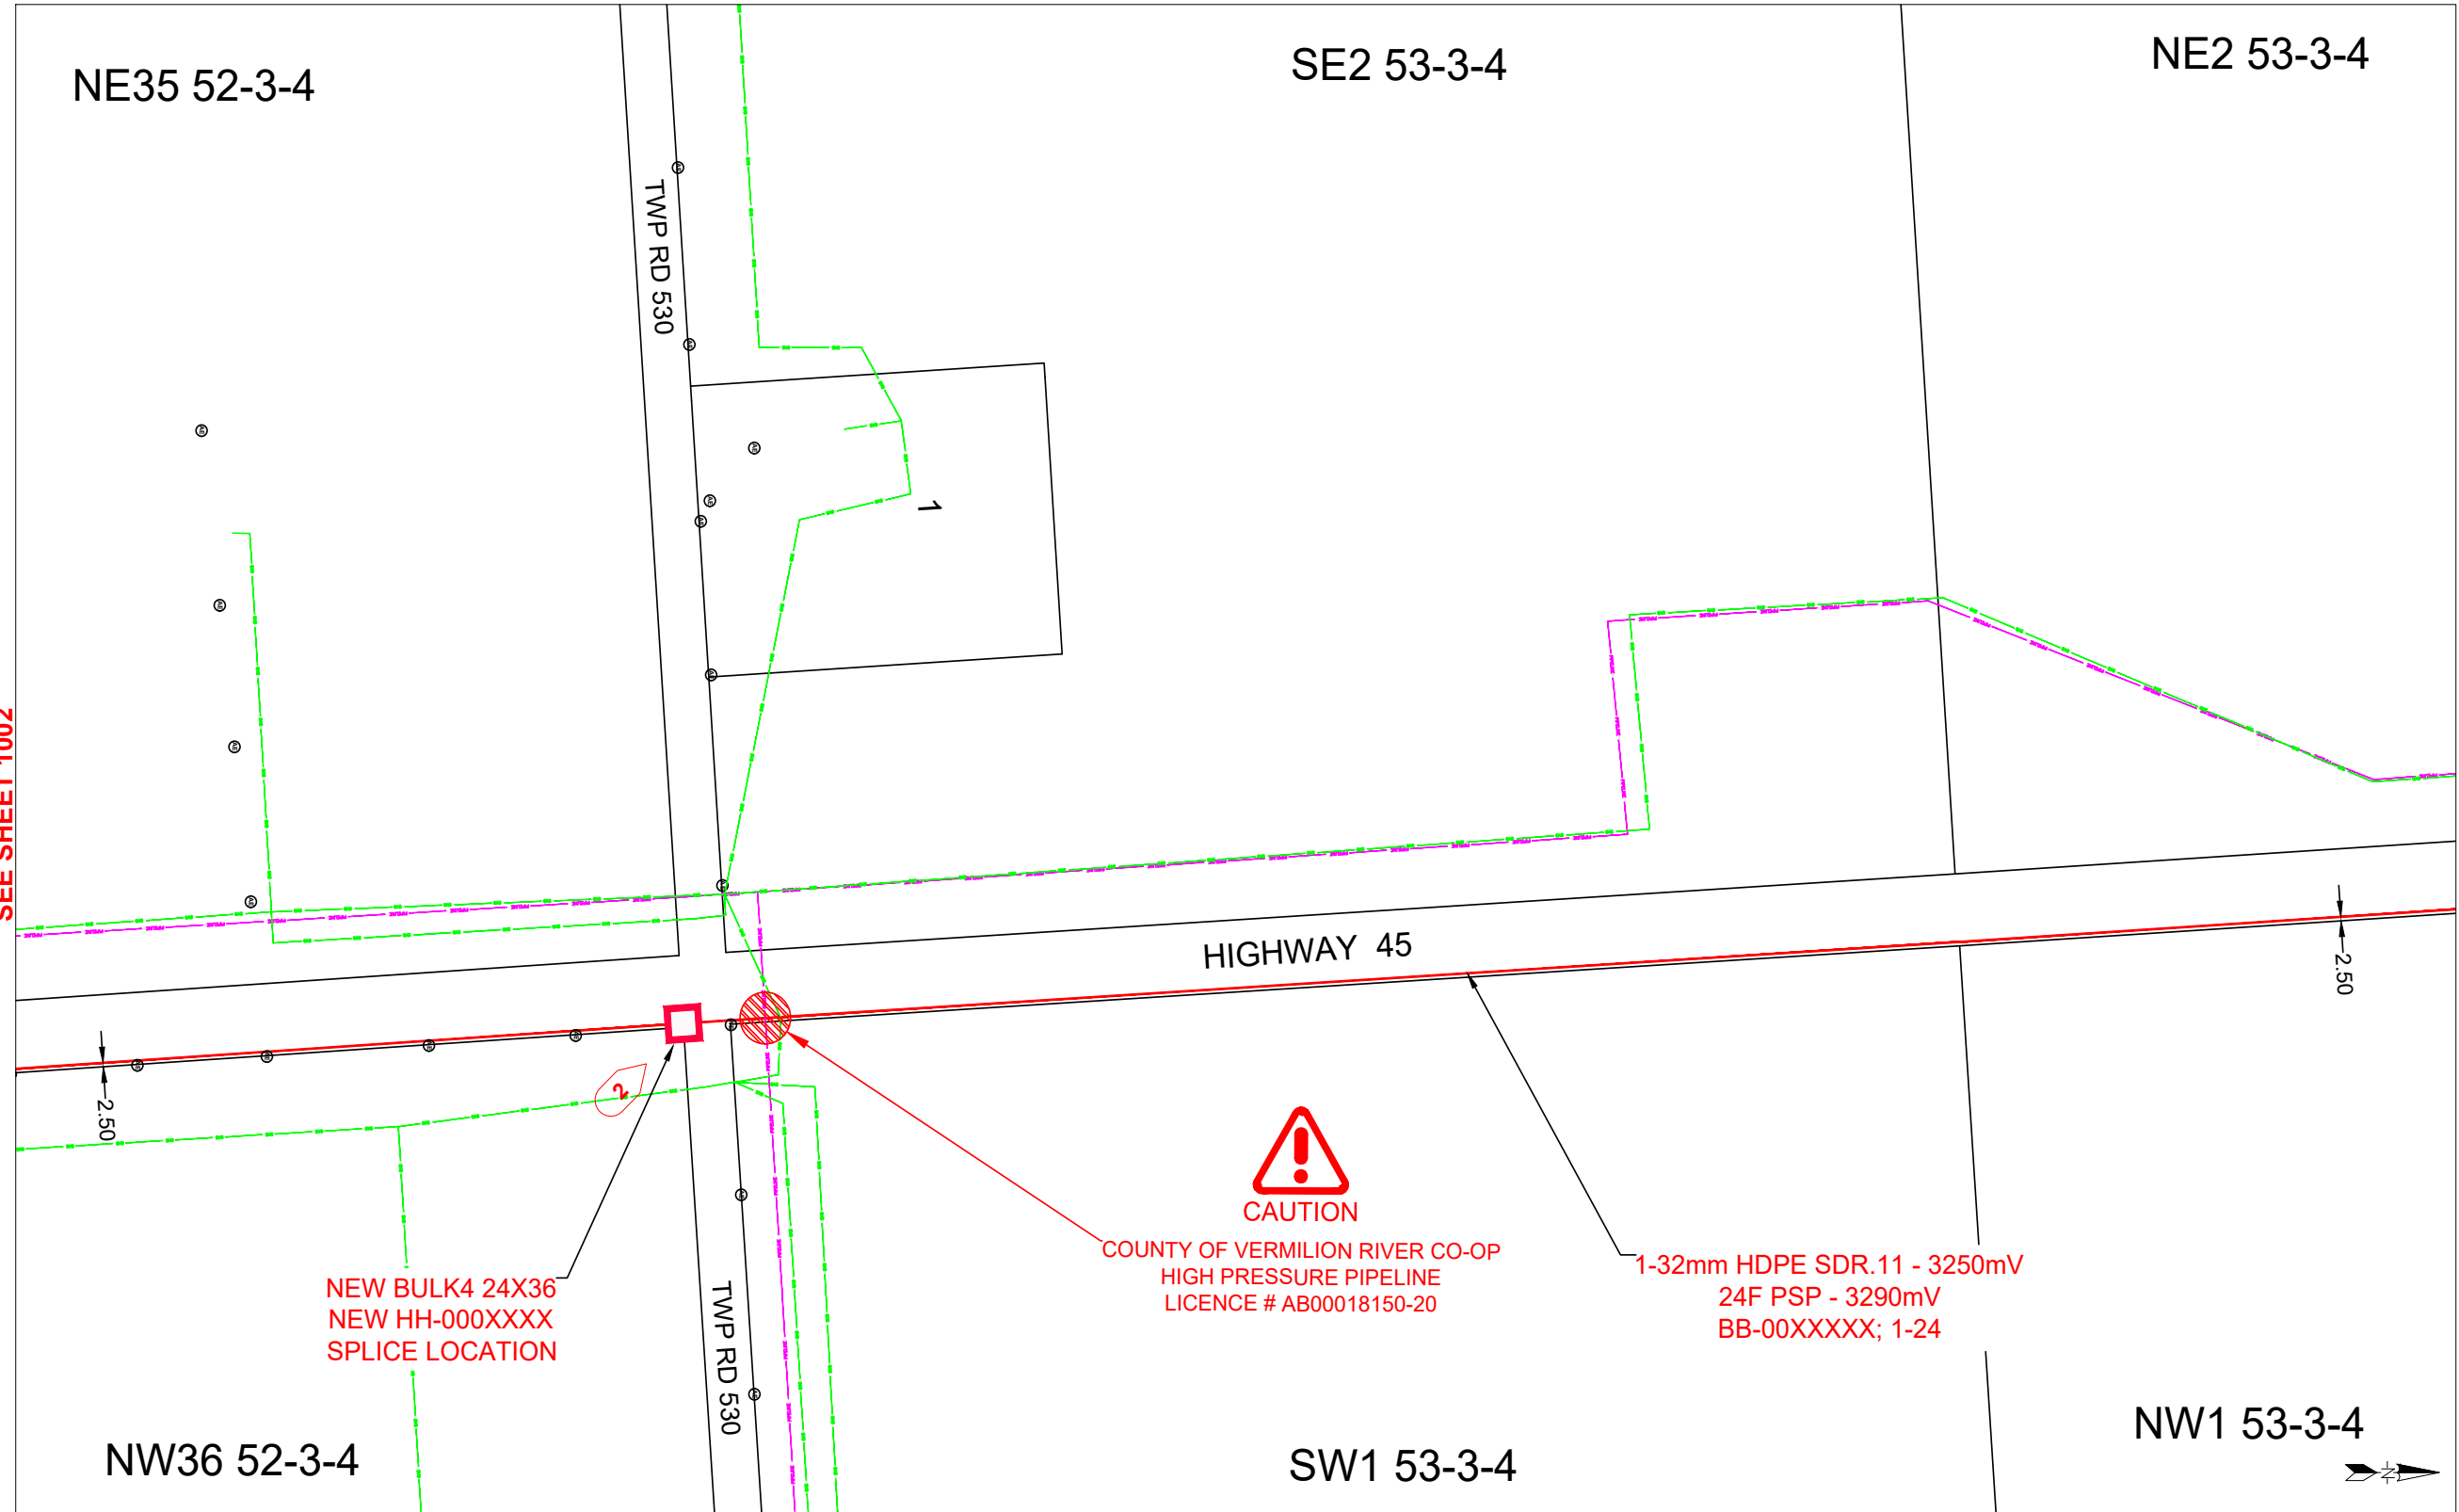 NE35 52-3-4
SE2 53-3-4
NE2 53-3-4
TWP RD 530
1
SEE SHEET 1002
HIGHWAY 45
2.50
2.50
2
CAUTION
COUNTY OF VERMILION RIVER CO-OP
HIGH PRESSURE PIPELINE
LICENCE # AB00018150-20
1-32mm HDPE SDR.11 - 3250mV
24F PSP - 3290mV
BB-00XXXXX; 1-24
NEW BULK4 24X36
NEW HH-000XXXX
SPLICE LOCATION
TWP RD 530
NW36 52-3-4
SW1 53-3-4
NW1 53-3-4
N